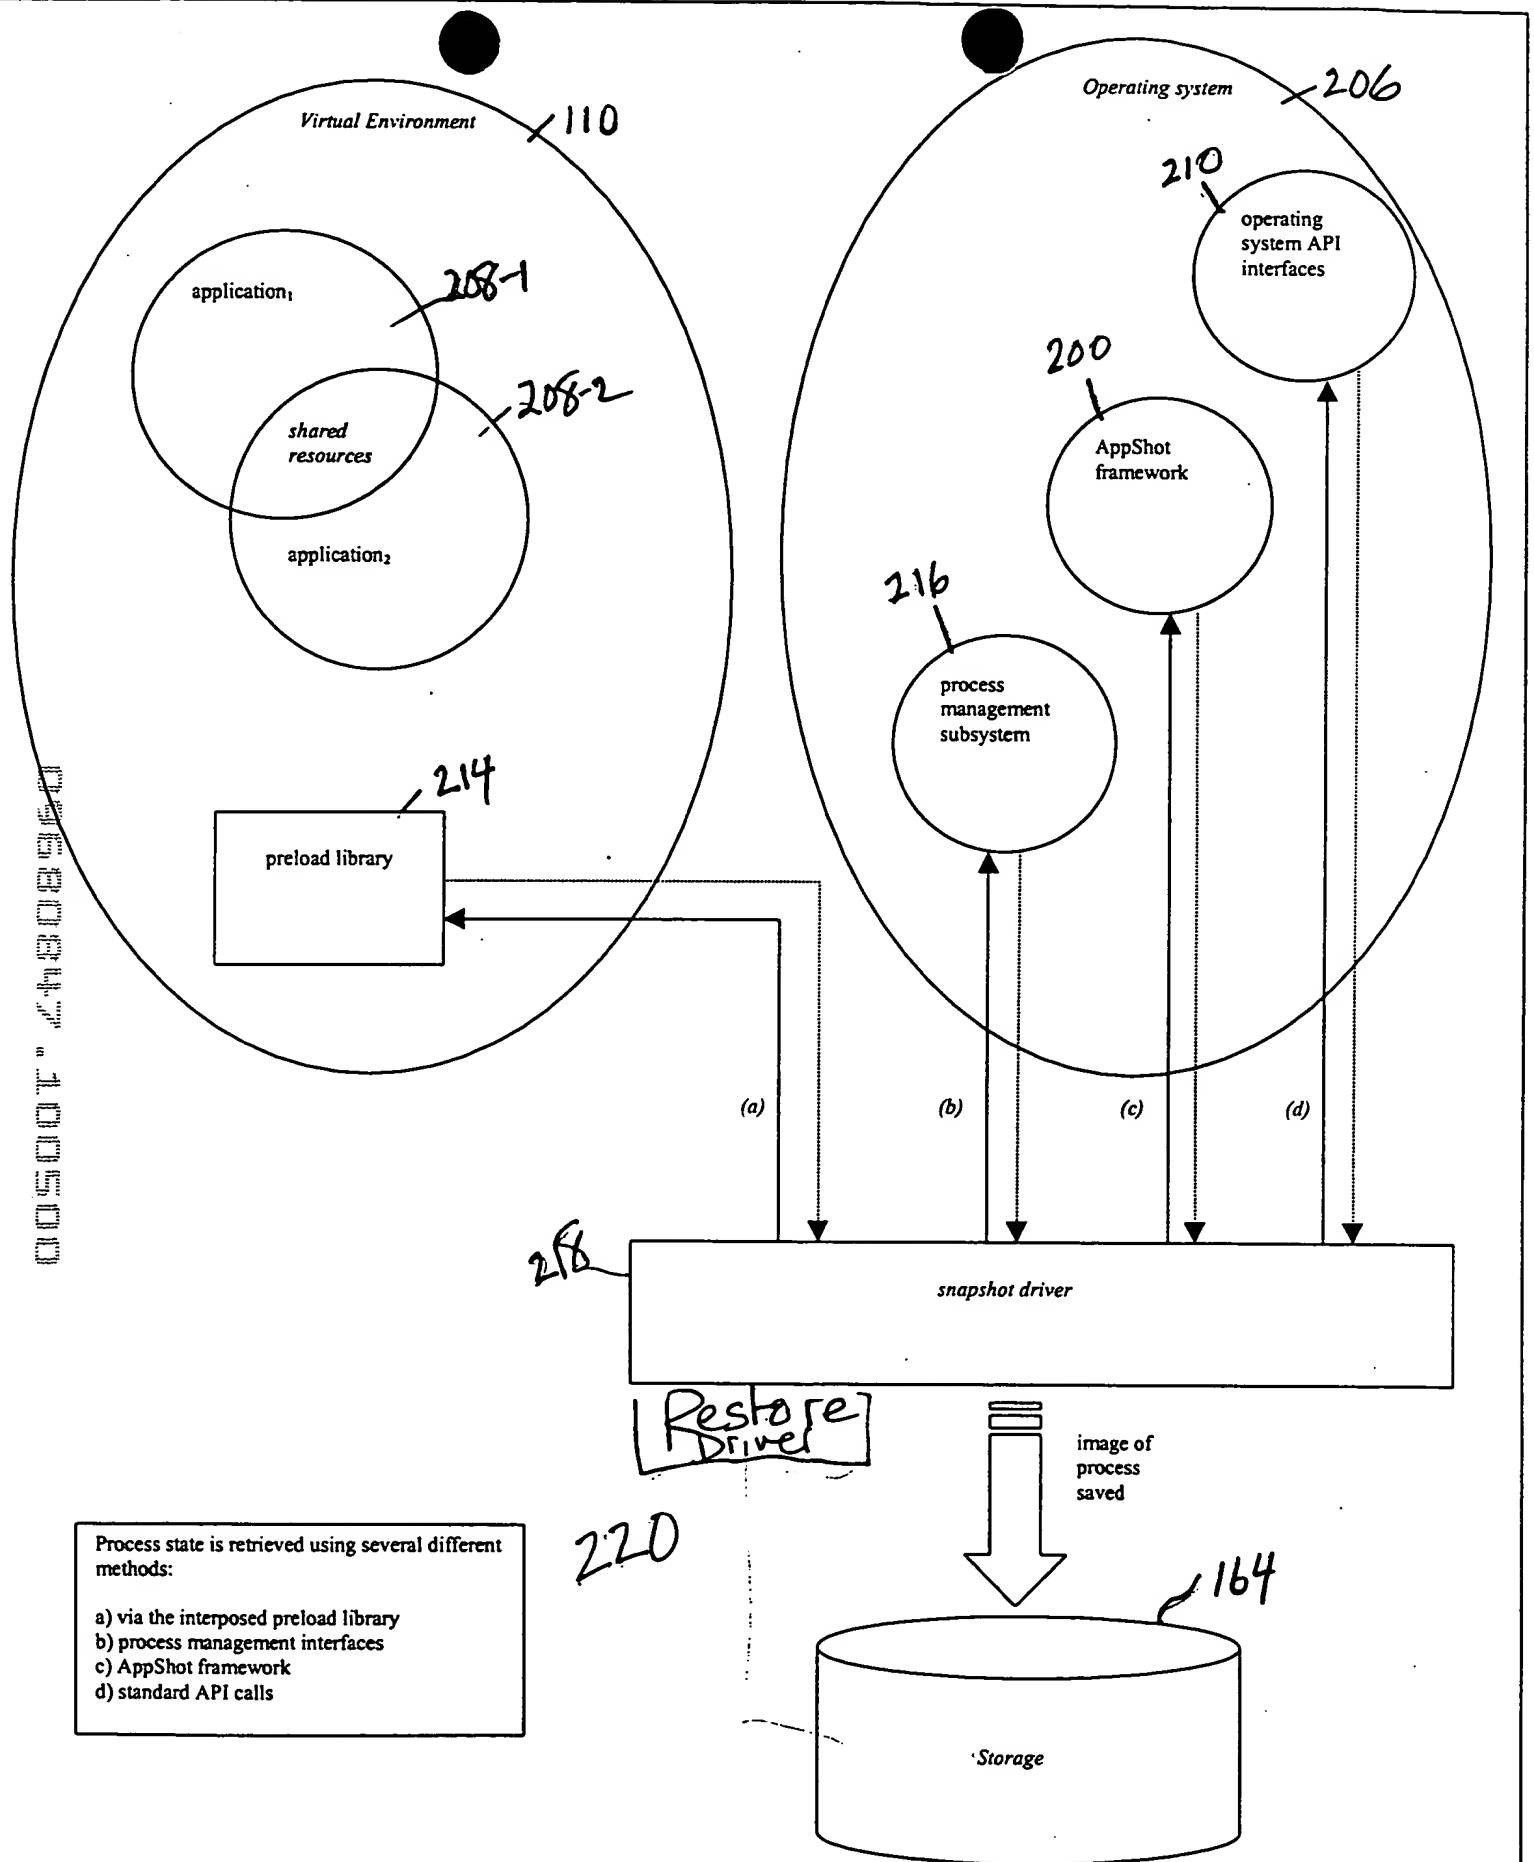 Virtual Environment
110
Operating system
206
210
operating
system API
interfaces
application₁
208-1
200
AppShot
framework
208-2
shared
resources
application₂
216
process
management
subsystem
214
preload library
09680847.100500
(a)
(b)
(c)
(d)
218
snapshot driver
Restore
Driver
image of
process
saved
220
Process state is retrieved using several different
methods:
a) via the interposed preload library
b) process management interfaces
c) AppShot framework
d) standard API calls
164
Storage